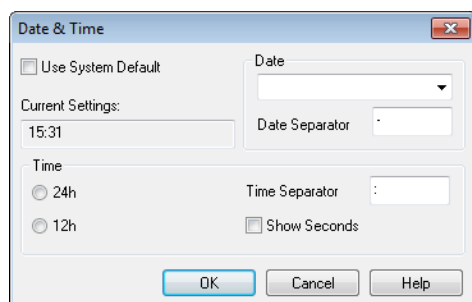 Date & Time
Use System Default
Date
Current Settings:
15:31
Date Separator -
Time
24h
Time Separator :
12h
Show Seconds
OK Cancel Help